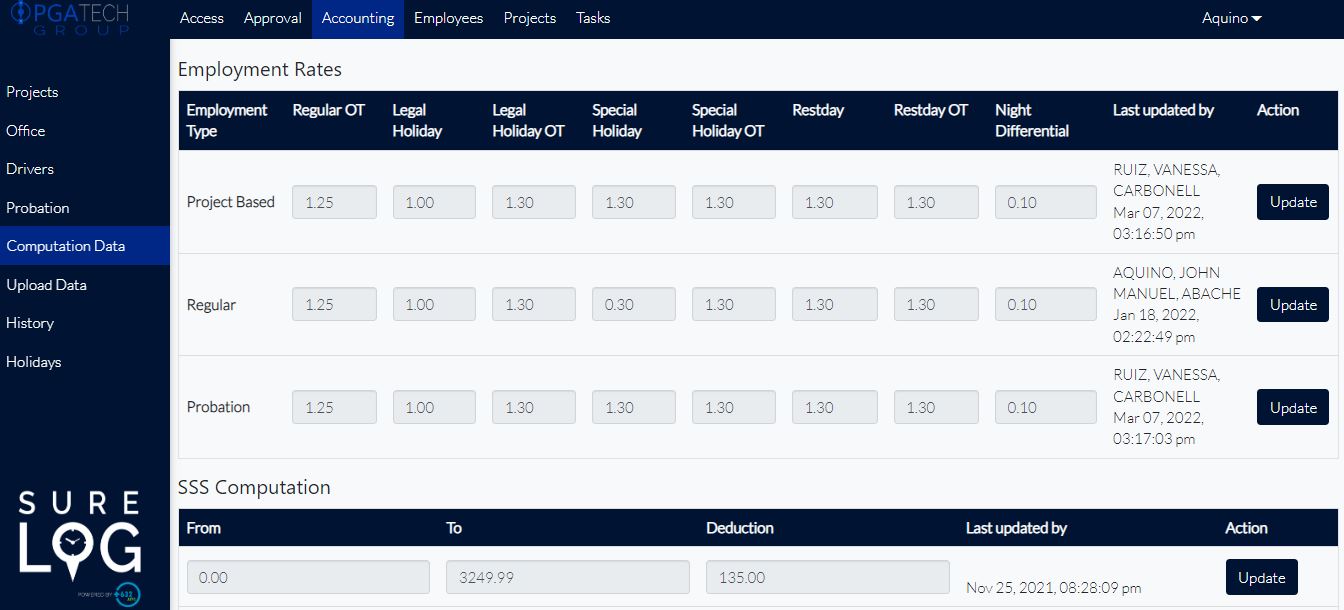 PGATECH
GROUP
Access Approval Accounting Employees Projects Tasks Aquino
Projects
Office
Drivers
Probation
Computation Data
Upload Data
History
Holidays
SURE
LOG
POWERED BY +632
Employment Rates
Employment Type Regular OT Legal Holiday Legal Holiday OT Special Holiday Special Holiday OT Restday Restday OT Night Differential Last updated by Action
Project Based 1.25 1.00 1.30 1.30 1.30 1.30 1.30 0.10 RUIZ, VANESSA, CARBONELL Mar 07, 2022, 03:16:50 pm Update
Regular 1.25 1.00 1.30 0.30 1.30 1.30 1.30 0.10 AQUINO, JOHN MANUEL, ABACHE Jan 18, 2022, 02:22:49 pm Update
Probation 1.25 1.00 1.30 1.30 1.30 1.30 1.30 0.10 RUIZ, VANESSA, CARBONELL Mar 07, 2022, 03:17:03 pm Update
SSS Computation
From To Deduction Last updated by Action
0.00 3249.99 135.00 Nov 25, 2021, 08:28:09 pm Update